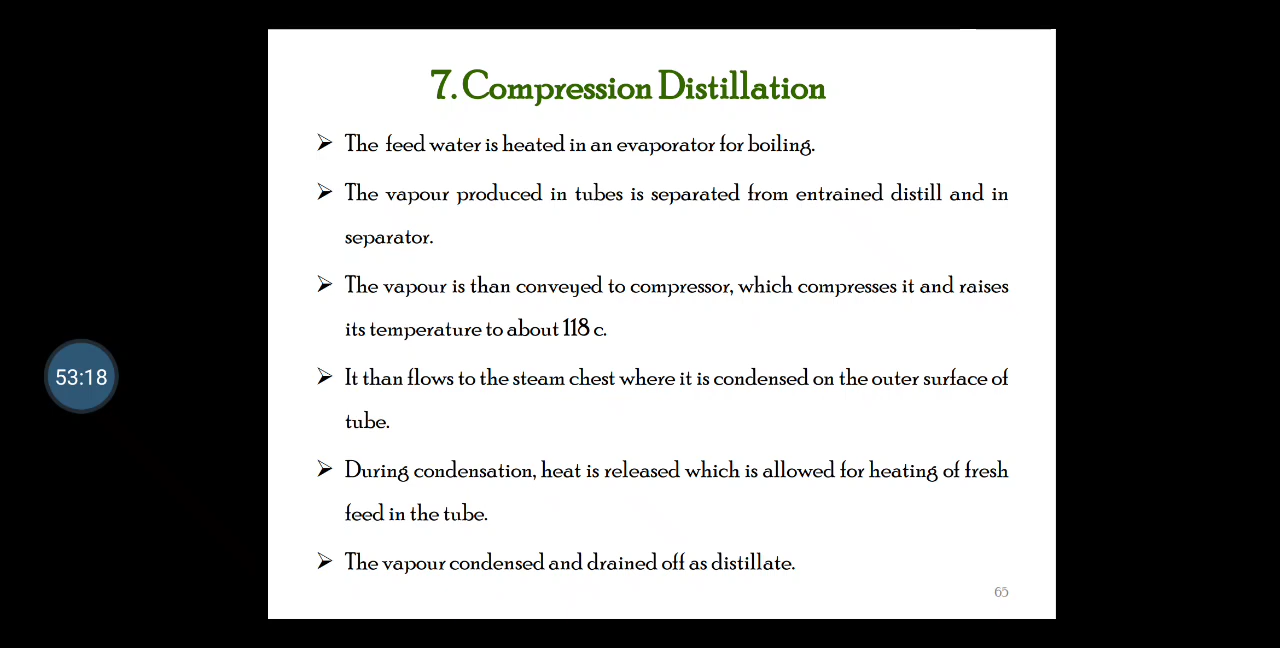 7. Compression Distillation
➢ The feed water is heated in an evaporator for boiling.
➢ The vapour produced in tubes is separated from entrained distill and in
separator.
➢ The vapour is than conveyed to compressor, which compresses it and raises
its temperature to about 118 c.
➢ It than flows to the steam chest where it is condensed on the outer surface of
tube.
53:18
➢ During condensation, heat is released which is allowed for heating of fresh
feed in the tube.
➢ The vapour condensed and drained off as distillate.
65